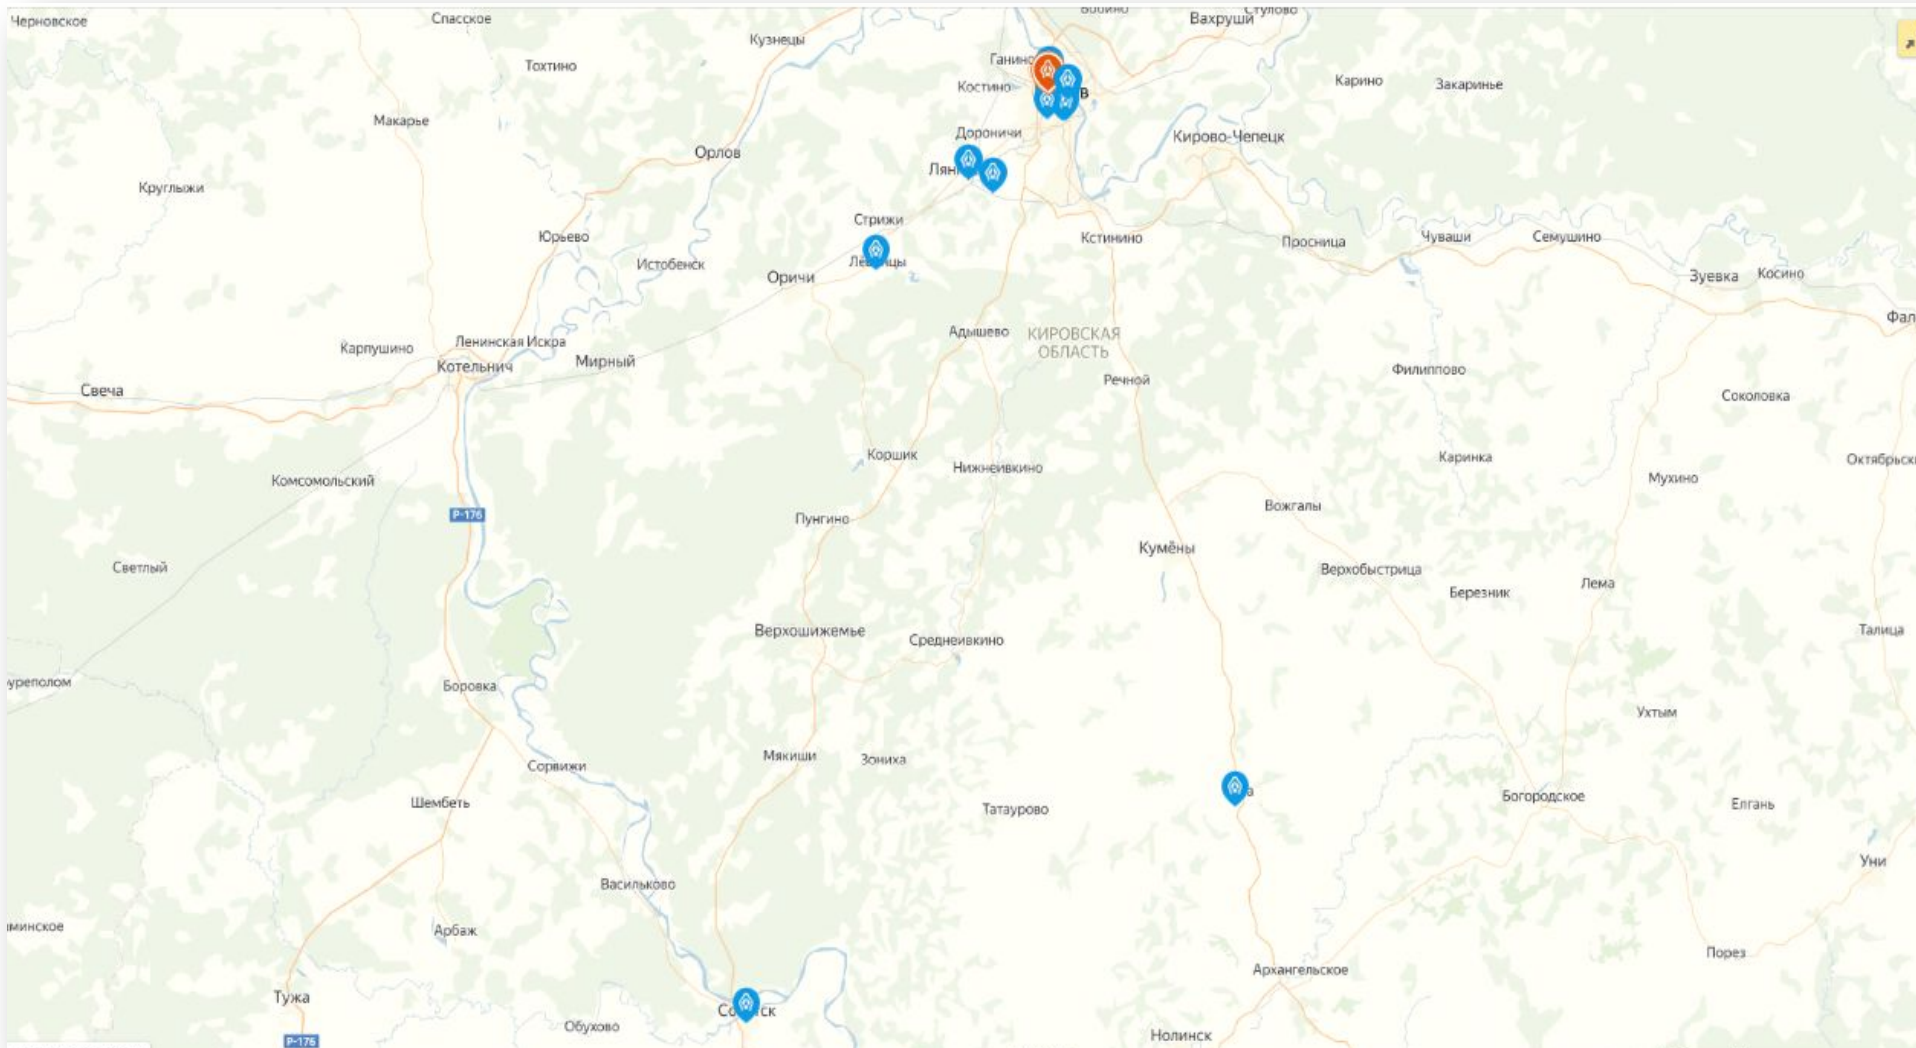 Черновское
Спасское
Вахруши
Кузнецы
Тохтино
Карино
Закаринье
Костино
Макарье
Дороничи
Кирово-Чепецк
Орлов
Круглыжи
Стрижи
Юрьево
Кстинино
Просница
Чуваши
Семушино
Истобенск
Оричи
Зуевка
Косино
Адышево
КИРОВСКАЯ
ОБЛАСТЬ
Карпушино
Ленинская Искра
Котельнич
Мирный
Филиппово
Речной
Свеча
Соколовка
Коршик
Нижнеивкино
Каринка
Комсомольский
Мухино
Вожгалы
P-176
Пунгино
Кумёны
Светлый
Верхобыстрица
Березник
Лема
Верхошижемье
Среднеивкино
Талица
Боровка
Ухтым
Мякиши
Зониха
Сорвижи
Шембеть
Татаурово
Богородское
Елгань
Уни
Васильково
Арбаж
Порез
Архангельское
Тужа
Обухово
Нолинск
P-176